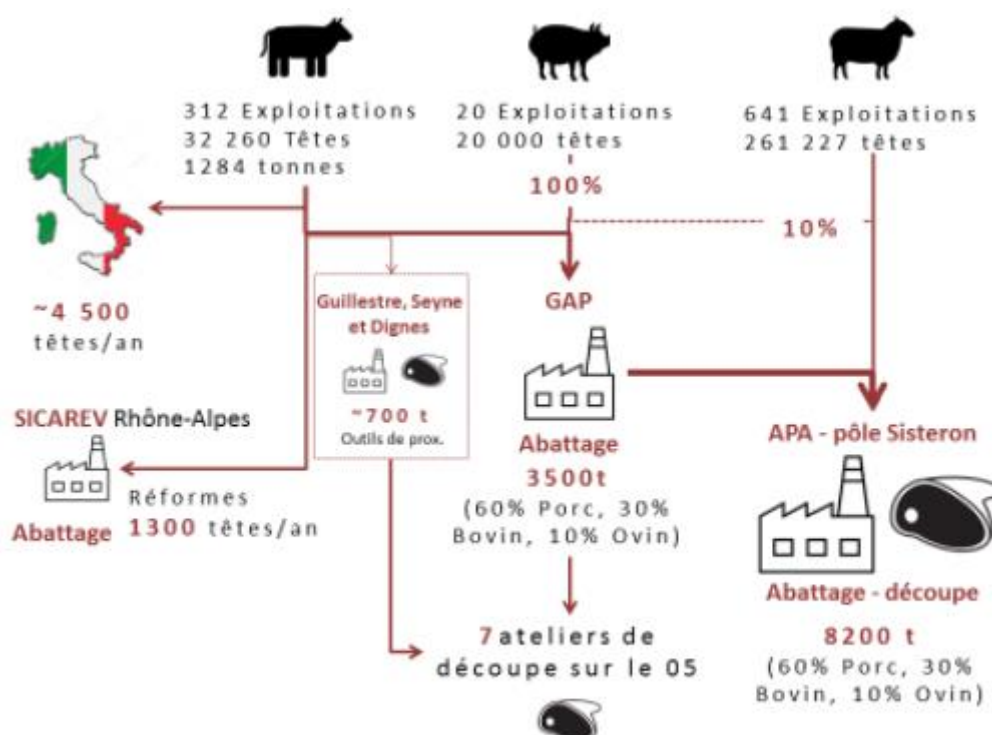 312 Exploitations
32 260 Têtes
1284 tonnes
20 Exploitations
20 000 têtes
641 Exploitations
261 227 têtes
100%
10%
~4 500
têtes/an
Guillestre, Seyne
et Dignes
~700 t
Outils de prox.
GAP
Abattage
3500t
(60% Porc, 30%
Bovin, 10% Ovin)
SICAREV Rhône-Alpes
Abattage
Réformes
1300 têtes/an
APA - pôle Sisteron
Abattage - découpe
8200 t
(60% Porc, 30%
Bovin, 10% Ovin)
7 ateliers de
découpe sur le 05